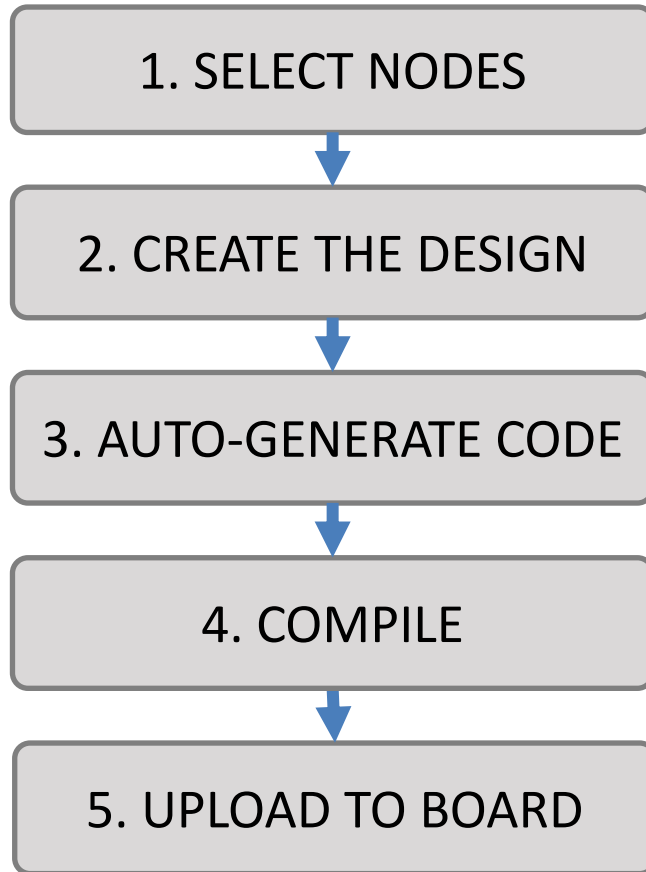 1. SELECT NODES
2. CREATE THE DESIGN
3. AUTO-GENERATE CODE
4. COMPILE
5. UPLOAD TO BOARD